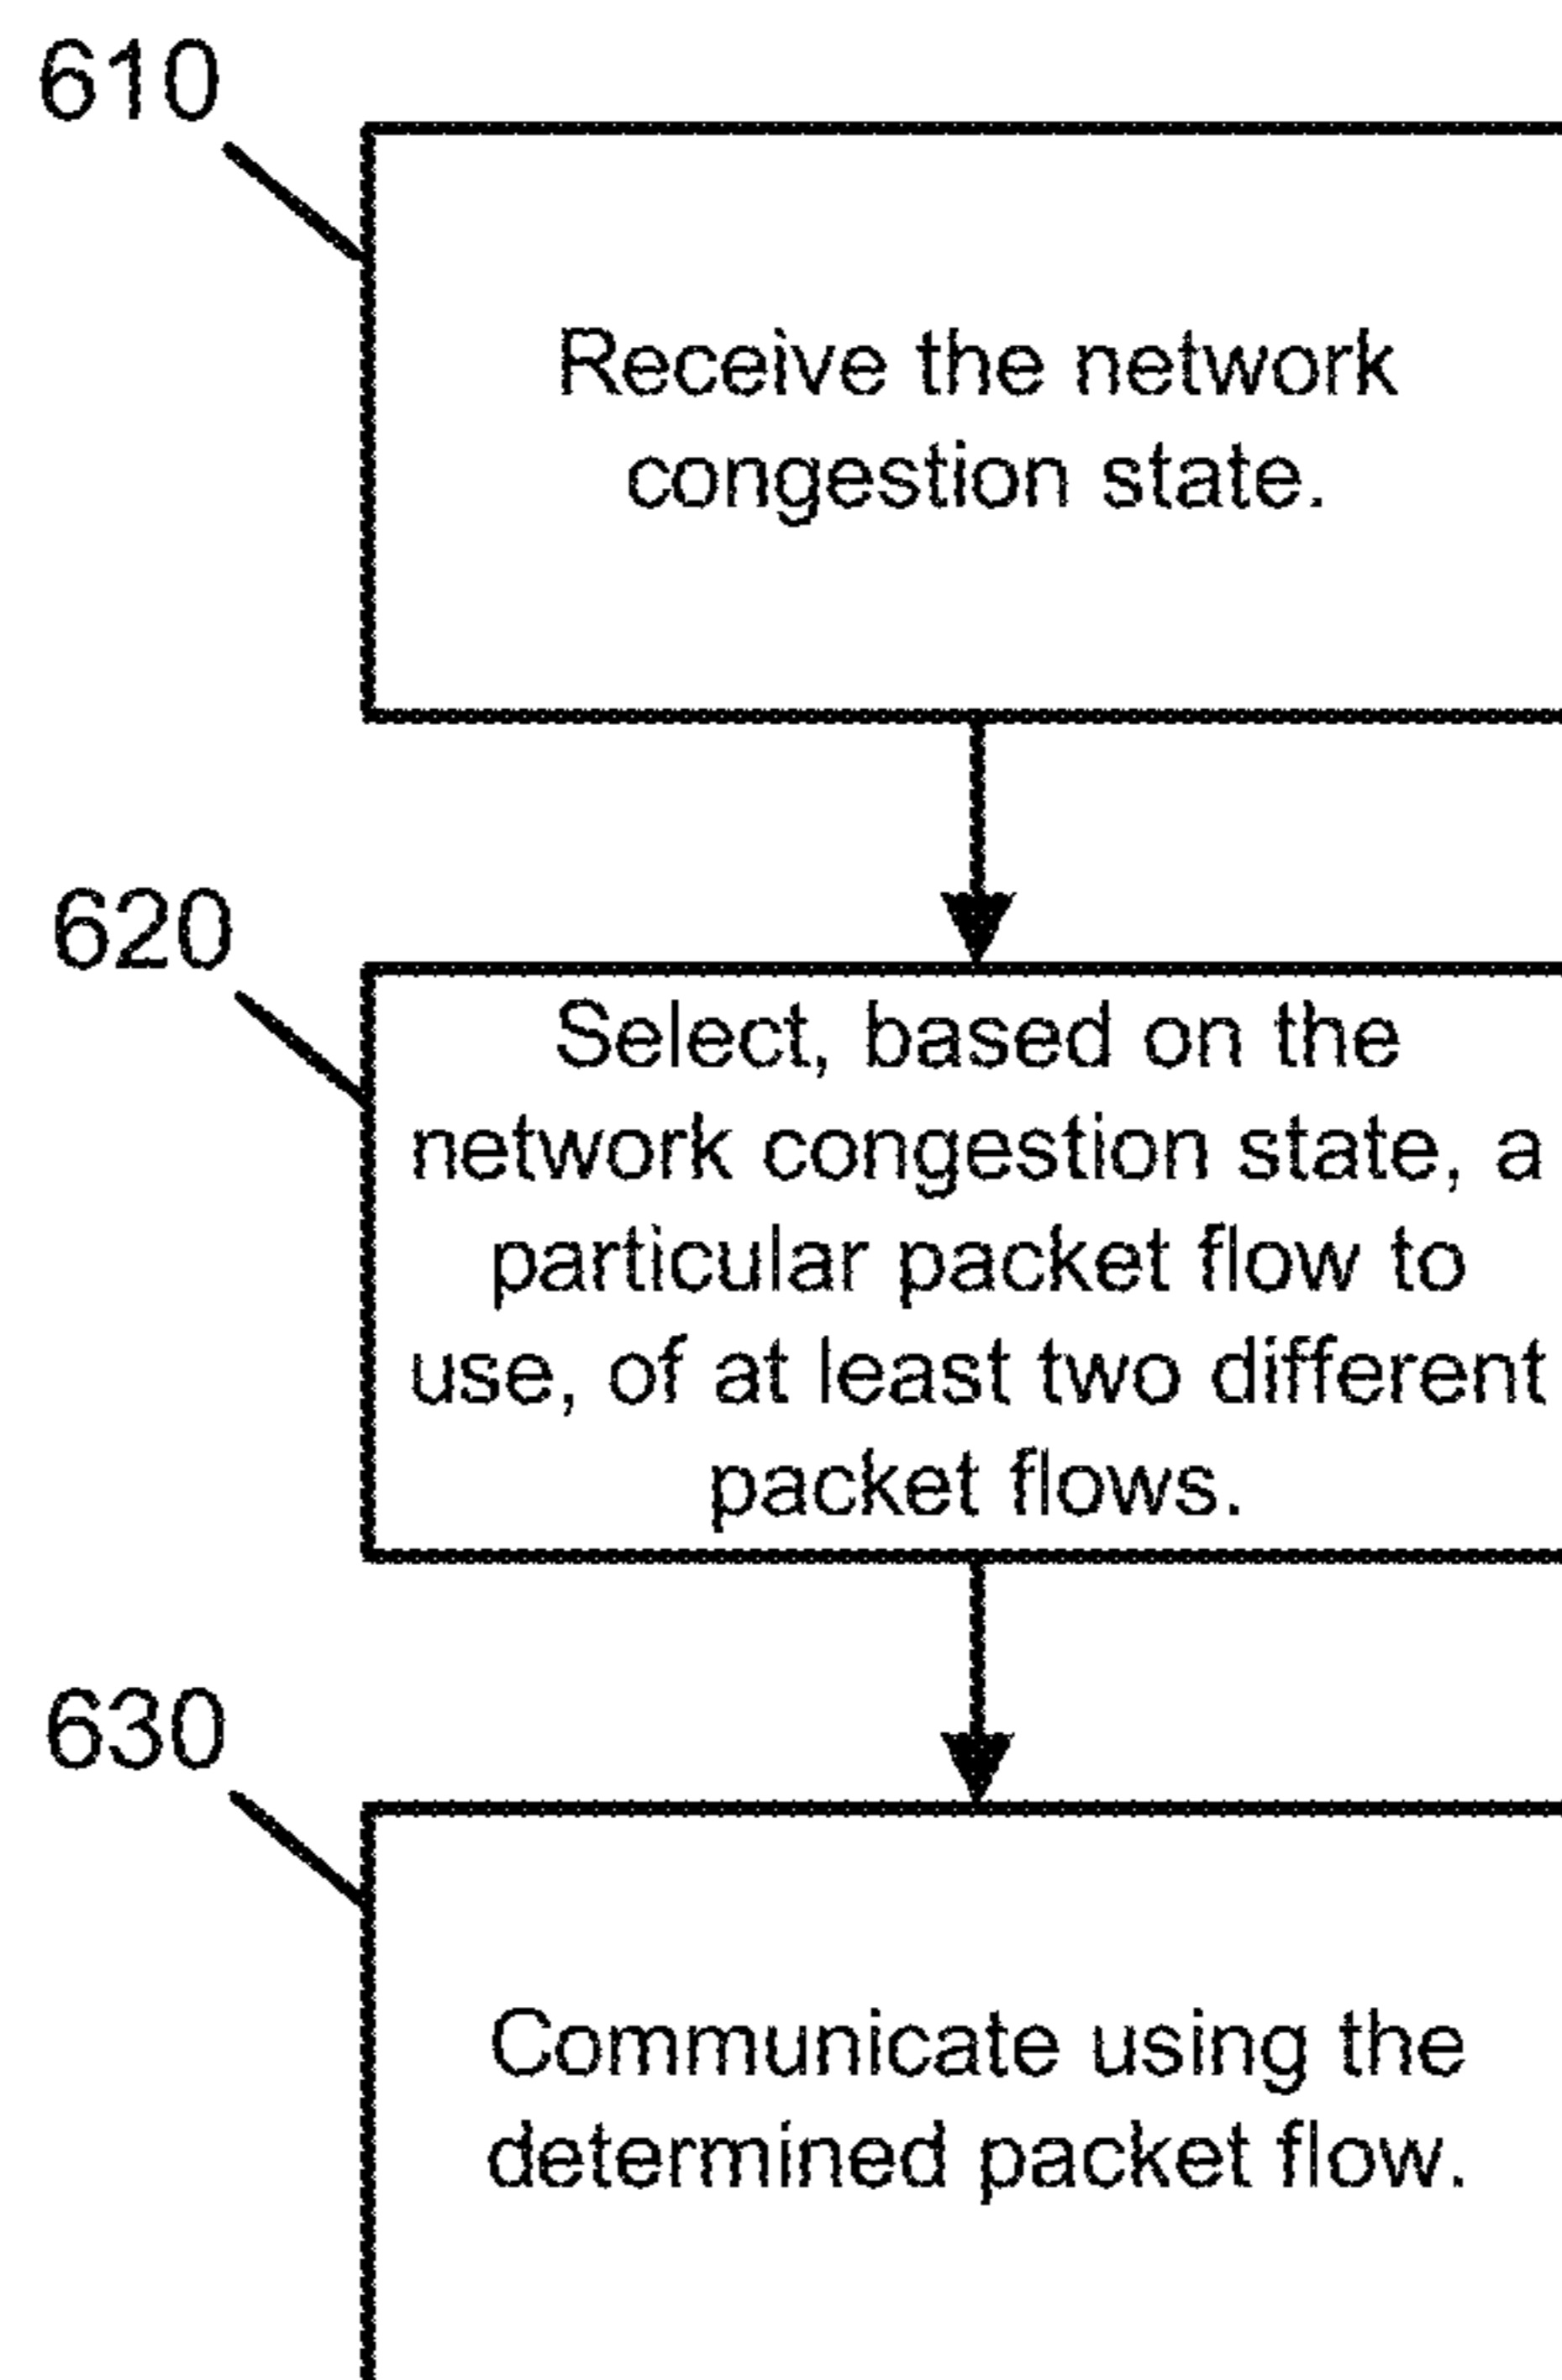 610
Receive the network
congestion state.
620
Select, based on the
network congestion state, a
particular packet flow to
use, of at least two different
packet flows.
630
Communicate using the
determined packet flow.